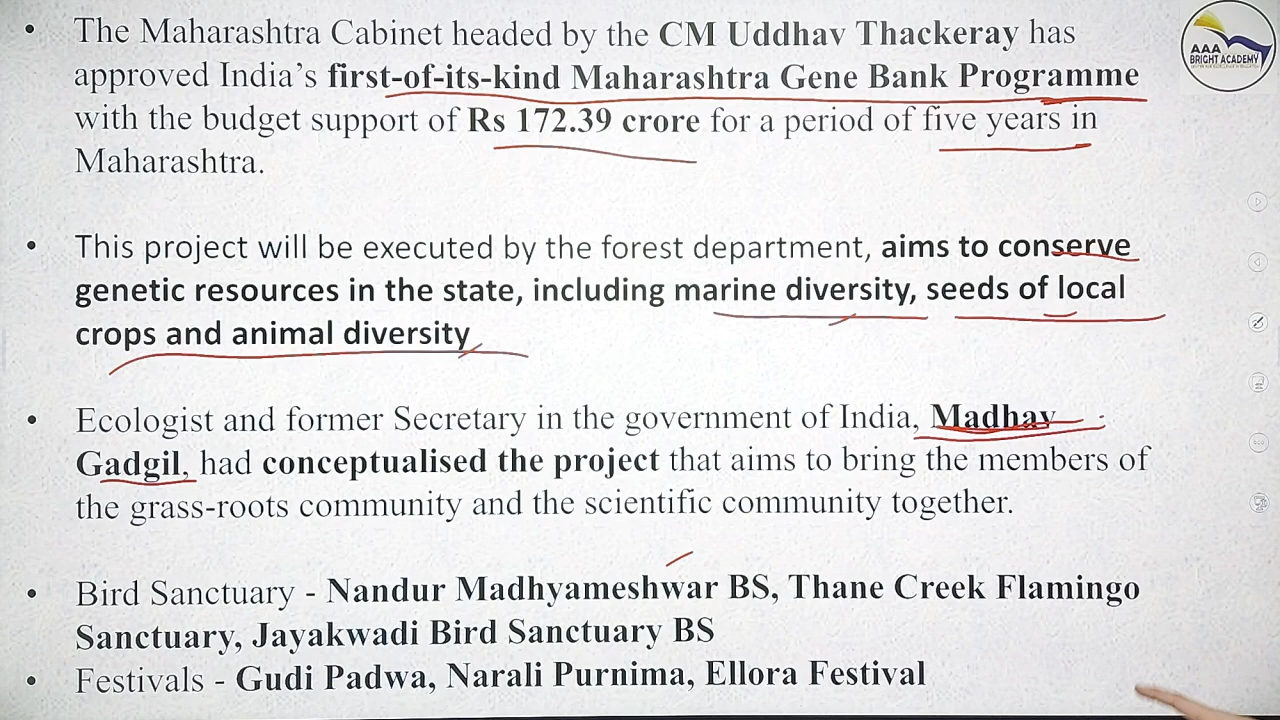 • The Maharashtra Cabinet headed by the CM Uddhav Thackeray has
approved India's first-of-its-kind Maharashtra Gene Bank Programme
with the budget support of Rs 172.39 crore for a period of five years in
Maharashtra.
• This project will be executed by the forest department, aims to conserve
genetic resources in the state, including marine diversity, seeds of local
crops and animal diversity
• Ecologist and former Secretary in the government of India, Madhav
Gadgil, had conceptualised the project that aims to bring the members of
the grass-roots community and the scientific community together.
• Bird Sanctuary - Nandur Madhyameshwar BS, Thane Creek Flamingo
Sanctuary, Jayakwadi Bird Sanctuary BS
• Festivals - Gudi Padwa, Narali Purnima, Ellora Festival
AAA
BRIGHT ACADEMY